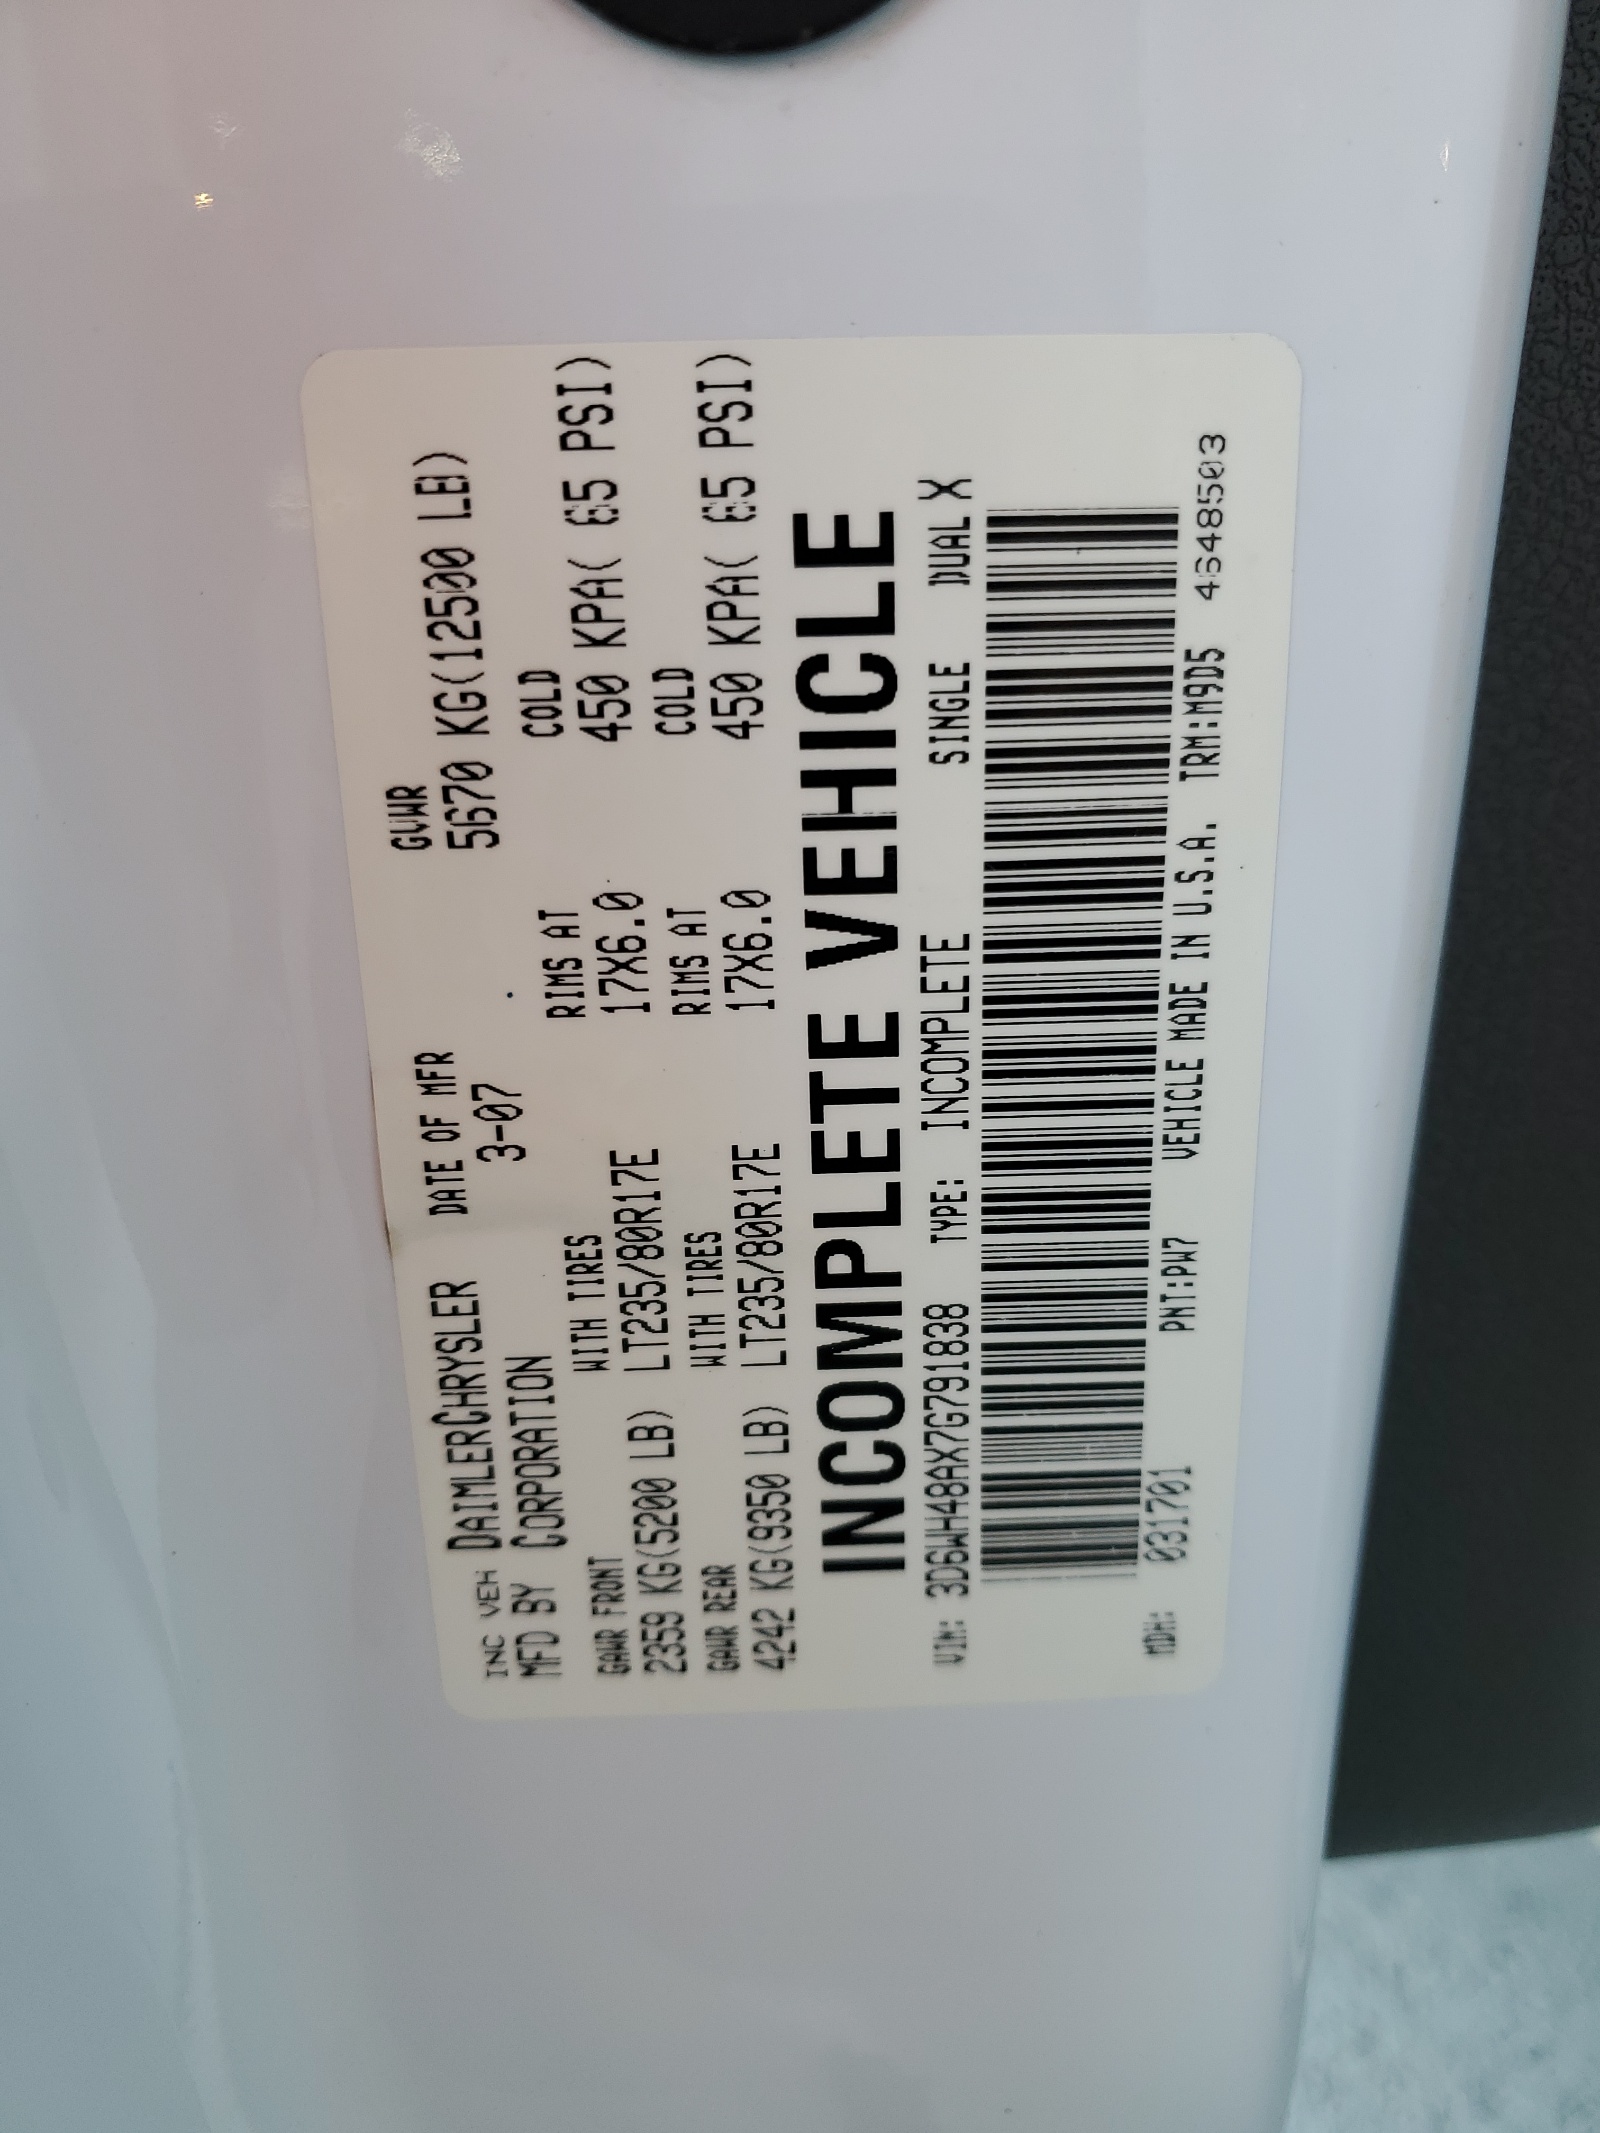 INC VEH DAIMLERCHRYSLER DATE OF MFR GVWR
MFD BY CORPORATION 3-07 5670 KG(12500 LB)
GAWR FRONT WITH TIRES RIMS AT COLD
2359 KG(5200 LB) LT235/80R17E 17X6.0 450 KPA( 65 PSI)
GAWR REAR WITH TIRES RIMS AT COLD
4242 KG(9350 LB) LT235/80R17E 17X6.0 450 KPA( 65 PSI)
INCOMPLETE VEHICLE
VIN: 3D6WH48AX7G791838 TYPE: INCOMPLETE SINGLE DUAL X
MDH: 031701 PNT:PW7 VEHICLE MADE IN U.S.A. TRM:M9D5 4648503